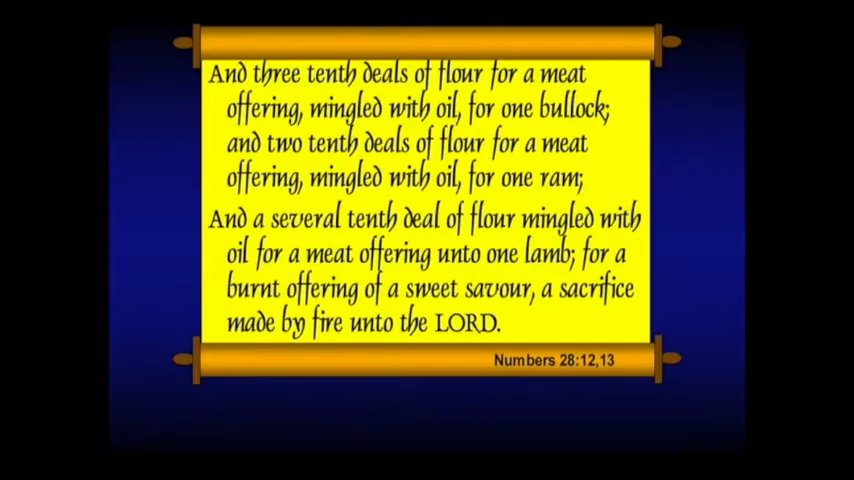 And three tenth deals of flour for a meat
offering, mingled with oil, for one bullock;
and two tenth deals of flour for a meat
offering, mingled with oil, for one ram;
And a several tenth deal of flour mingled with
oil for a meat offering unto one lamb; for a
burnt offering of a sweet savour, a sacrifice
made by fire unto the LORD.
Numbers 28:12,13